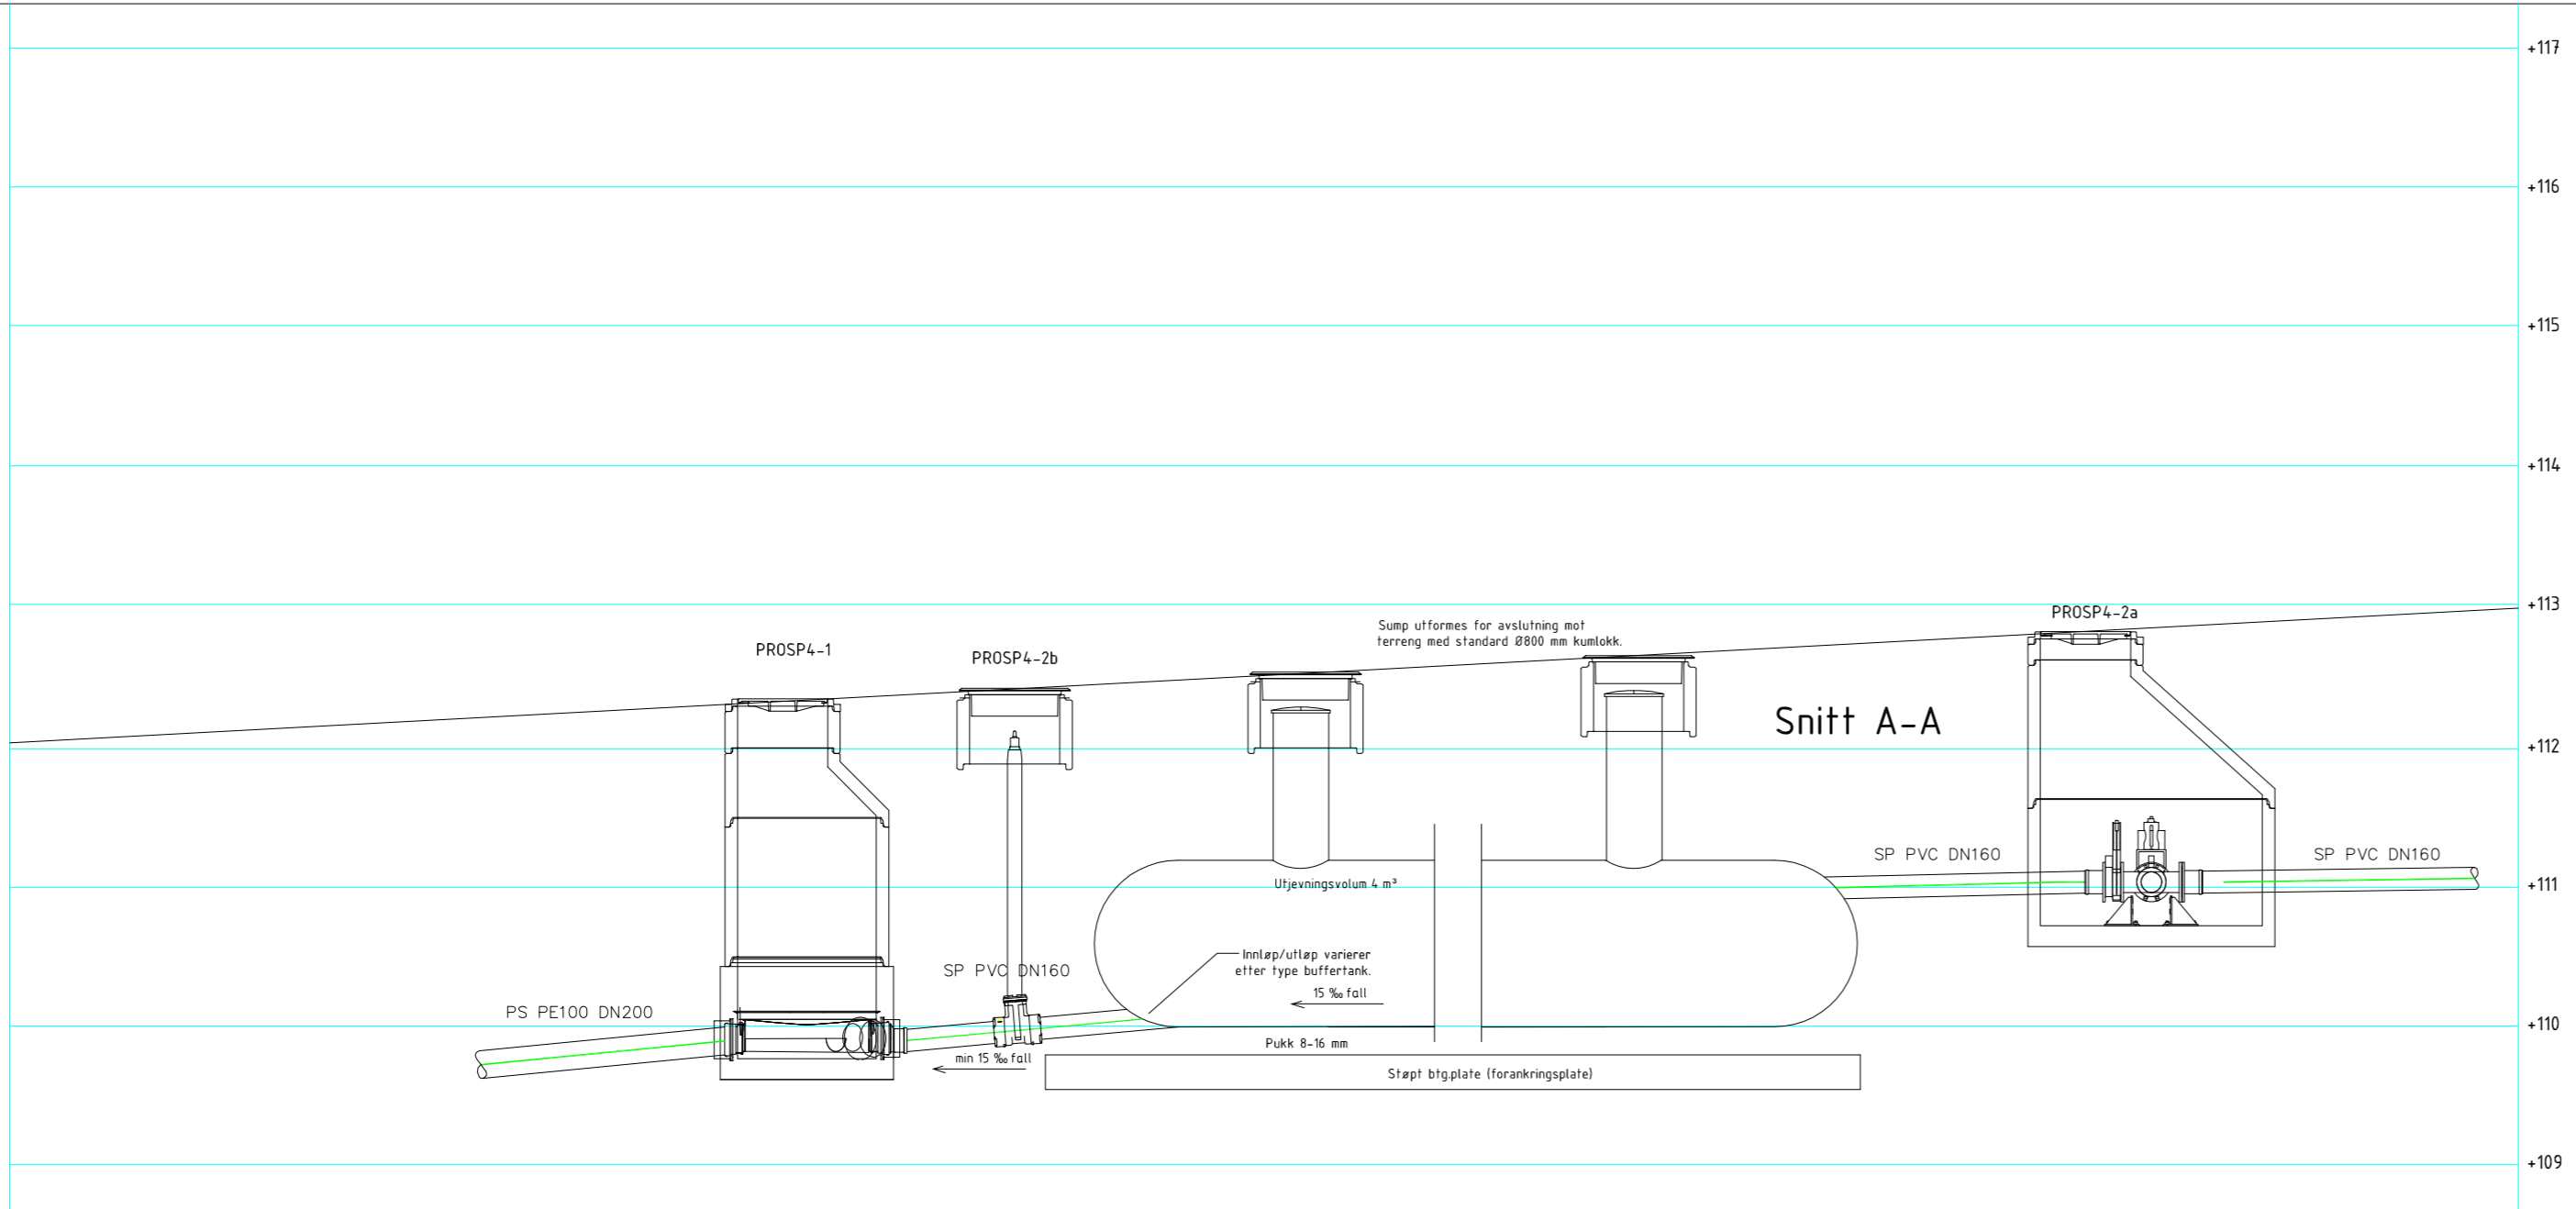 +117
+116
+115
+114
+113
+112
+111
+110
+109
PROSP4-1
PROSP4-2b
Sump utformes for avslutning mot
terreng med standard Ø800 mm kumlokk.
PROSP4-2a
Snitt A-A
SP PVC DN160
SP PVC DN160
Utjevningsvolum 4 m³
Innløp/utløp varierer
etter type buffertank.
SP PVC DN160
15 ‰ fall
PS PE100 DN200
Pukk 8-16 mm
min 15 ‰ fall
Støpt btg.plate (forankringsplate)